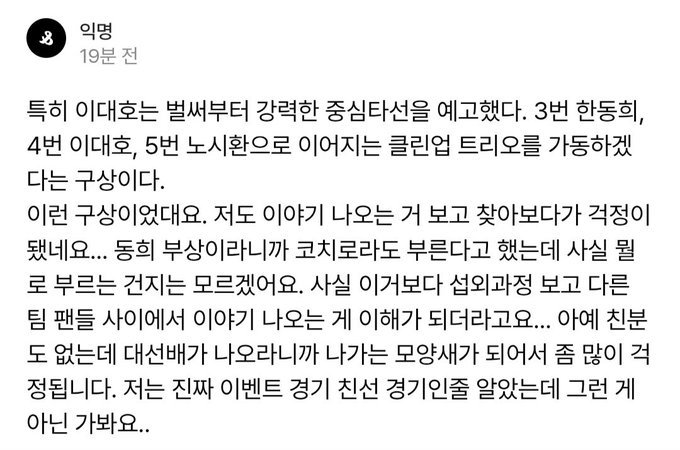 익명
19분 전
특히 이대호는 벌써부터 강력한 중심타선을 예고했다. 3번 한동희,
4번 이대호, 5번 노시환으로 이어지는 클린업 트리오를 가동하겠
다는 구상이다.
이런 구상이었대요. 저도 이야기 나오는 거 보고 찾아보다가 걱정이
됐네요... 동희 부상이라니까 코치로라도 부른다고 했는데 사실 뭘
로 부르는 건지는 모르겠어요. 사실 이거보다 섭외과정 보고 다른
팀 팬들 사이에서 이야기 나오는 게 이해가 되더라고요... 아예 친분
도 없는데 대선배가 나오라니까 나가는 모양새가 되어서 좀 많이 걱
정됩니다. 저는 진짜 이벤트 경기 친선 경기인줄 알았는데 그런 게
아닌 가봐요..